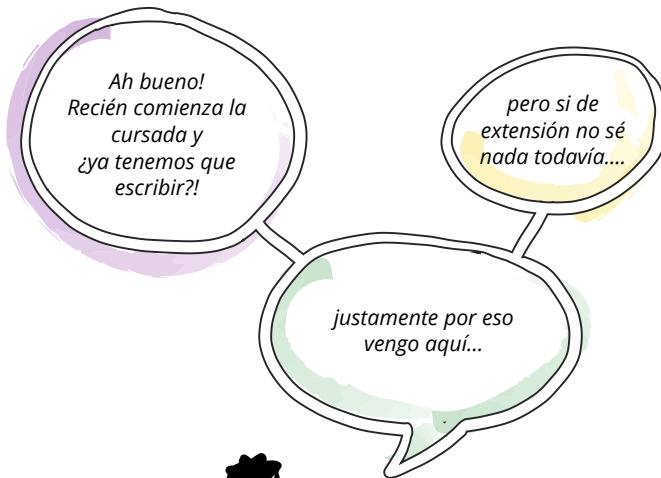 Ah bueno!
Recién comienza la
cursada y
¿ya tenemos que
escribir?!
pero si de
extensión no sé
nada todavía....
justamente por eso
vengo aquí...